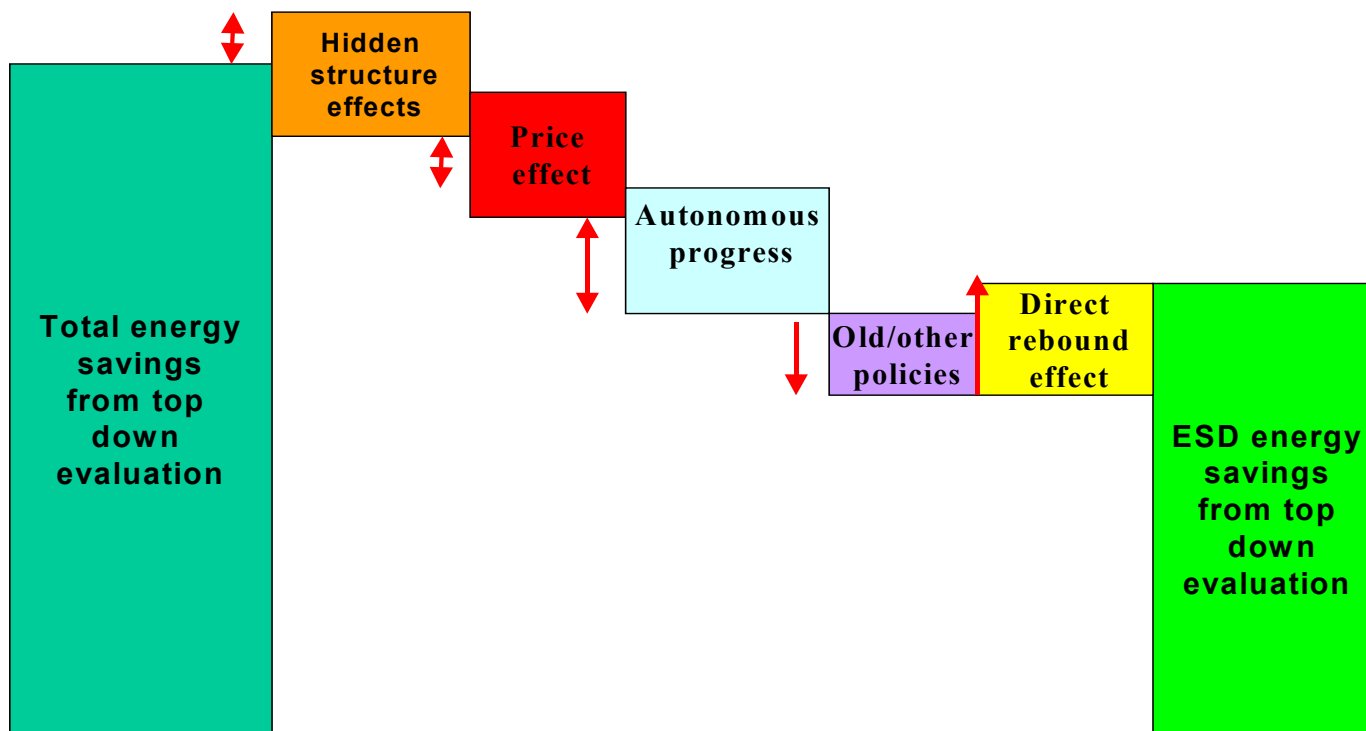 Hidden
structure
effects
Price
effect
Autonomous
progress
Old/other
policies
Direct
rebound
effect
Total energy
savings
from top
down
evaluation
ESD energy
savings
from top
down
evaluation